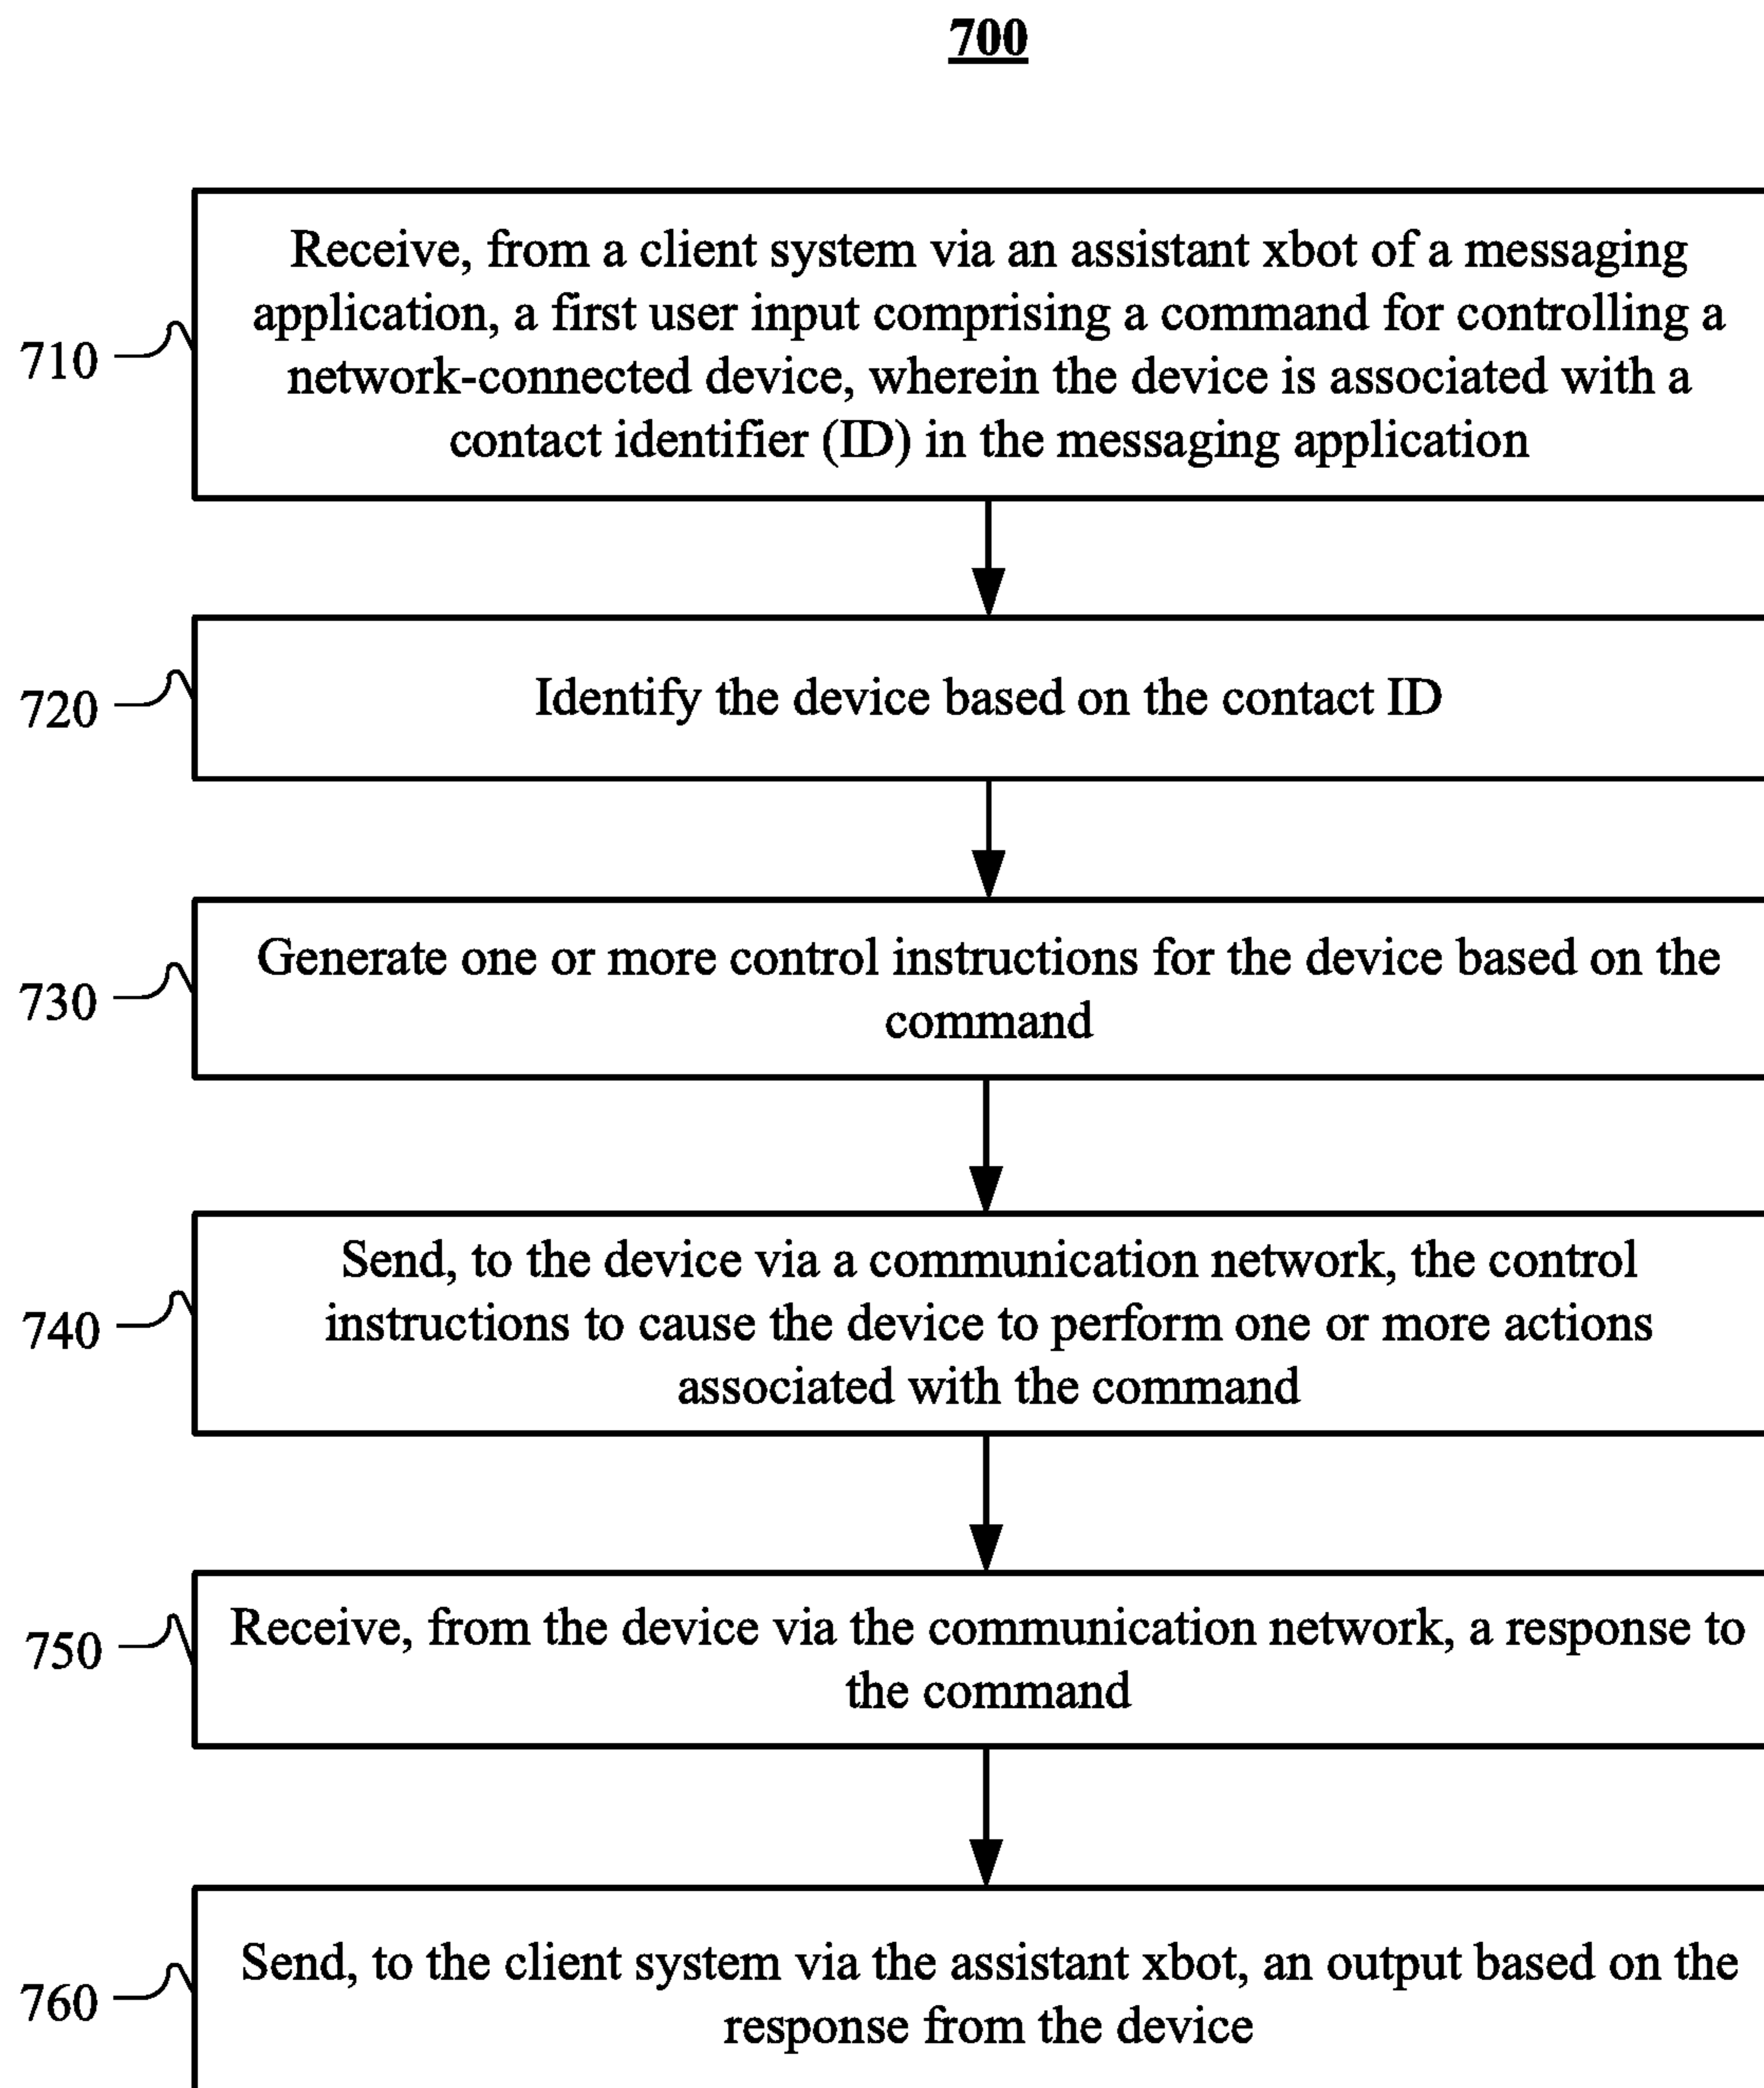 700
710
Receive, from a client system via an assistant xbot of a messaging
application, a first user input comprising a command for controlling a
network-connected device, wherein the device is associated with a
contact identifier (ID) in the messaging application
720
Identify the device based on the contact ID
730
Generate one or more control instructions for the device based on the
command
740
Send, to the device via a communication network, the control
instructions to cause the device to perform one or more actions
associated with the command
750
Receive, from the device via the communication network, a response to
the command
760
Send, to the client system via the assistant xbot, an output based on the
response from the device